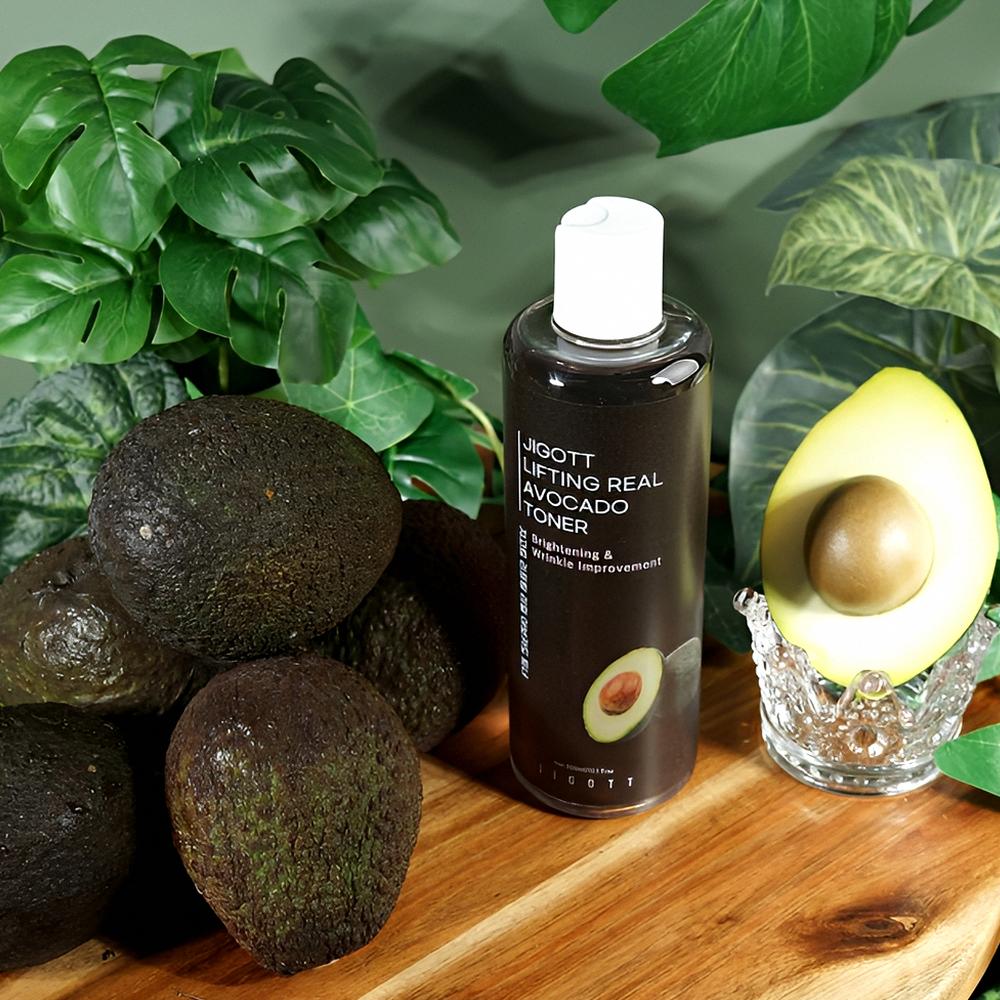 JIGOTT
LIFTING REAL
AVOCADO
TONER
Brightening &
Wrinkle Improvement
JIGOTT